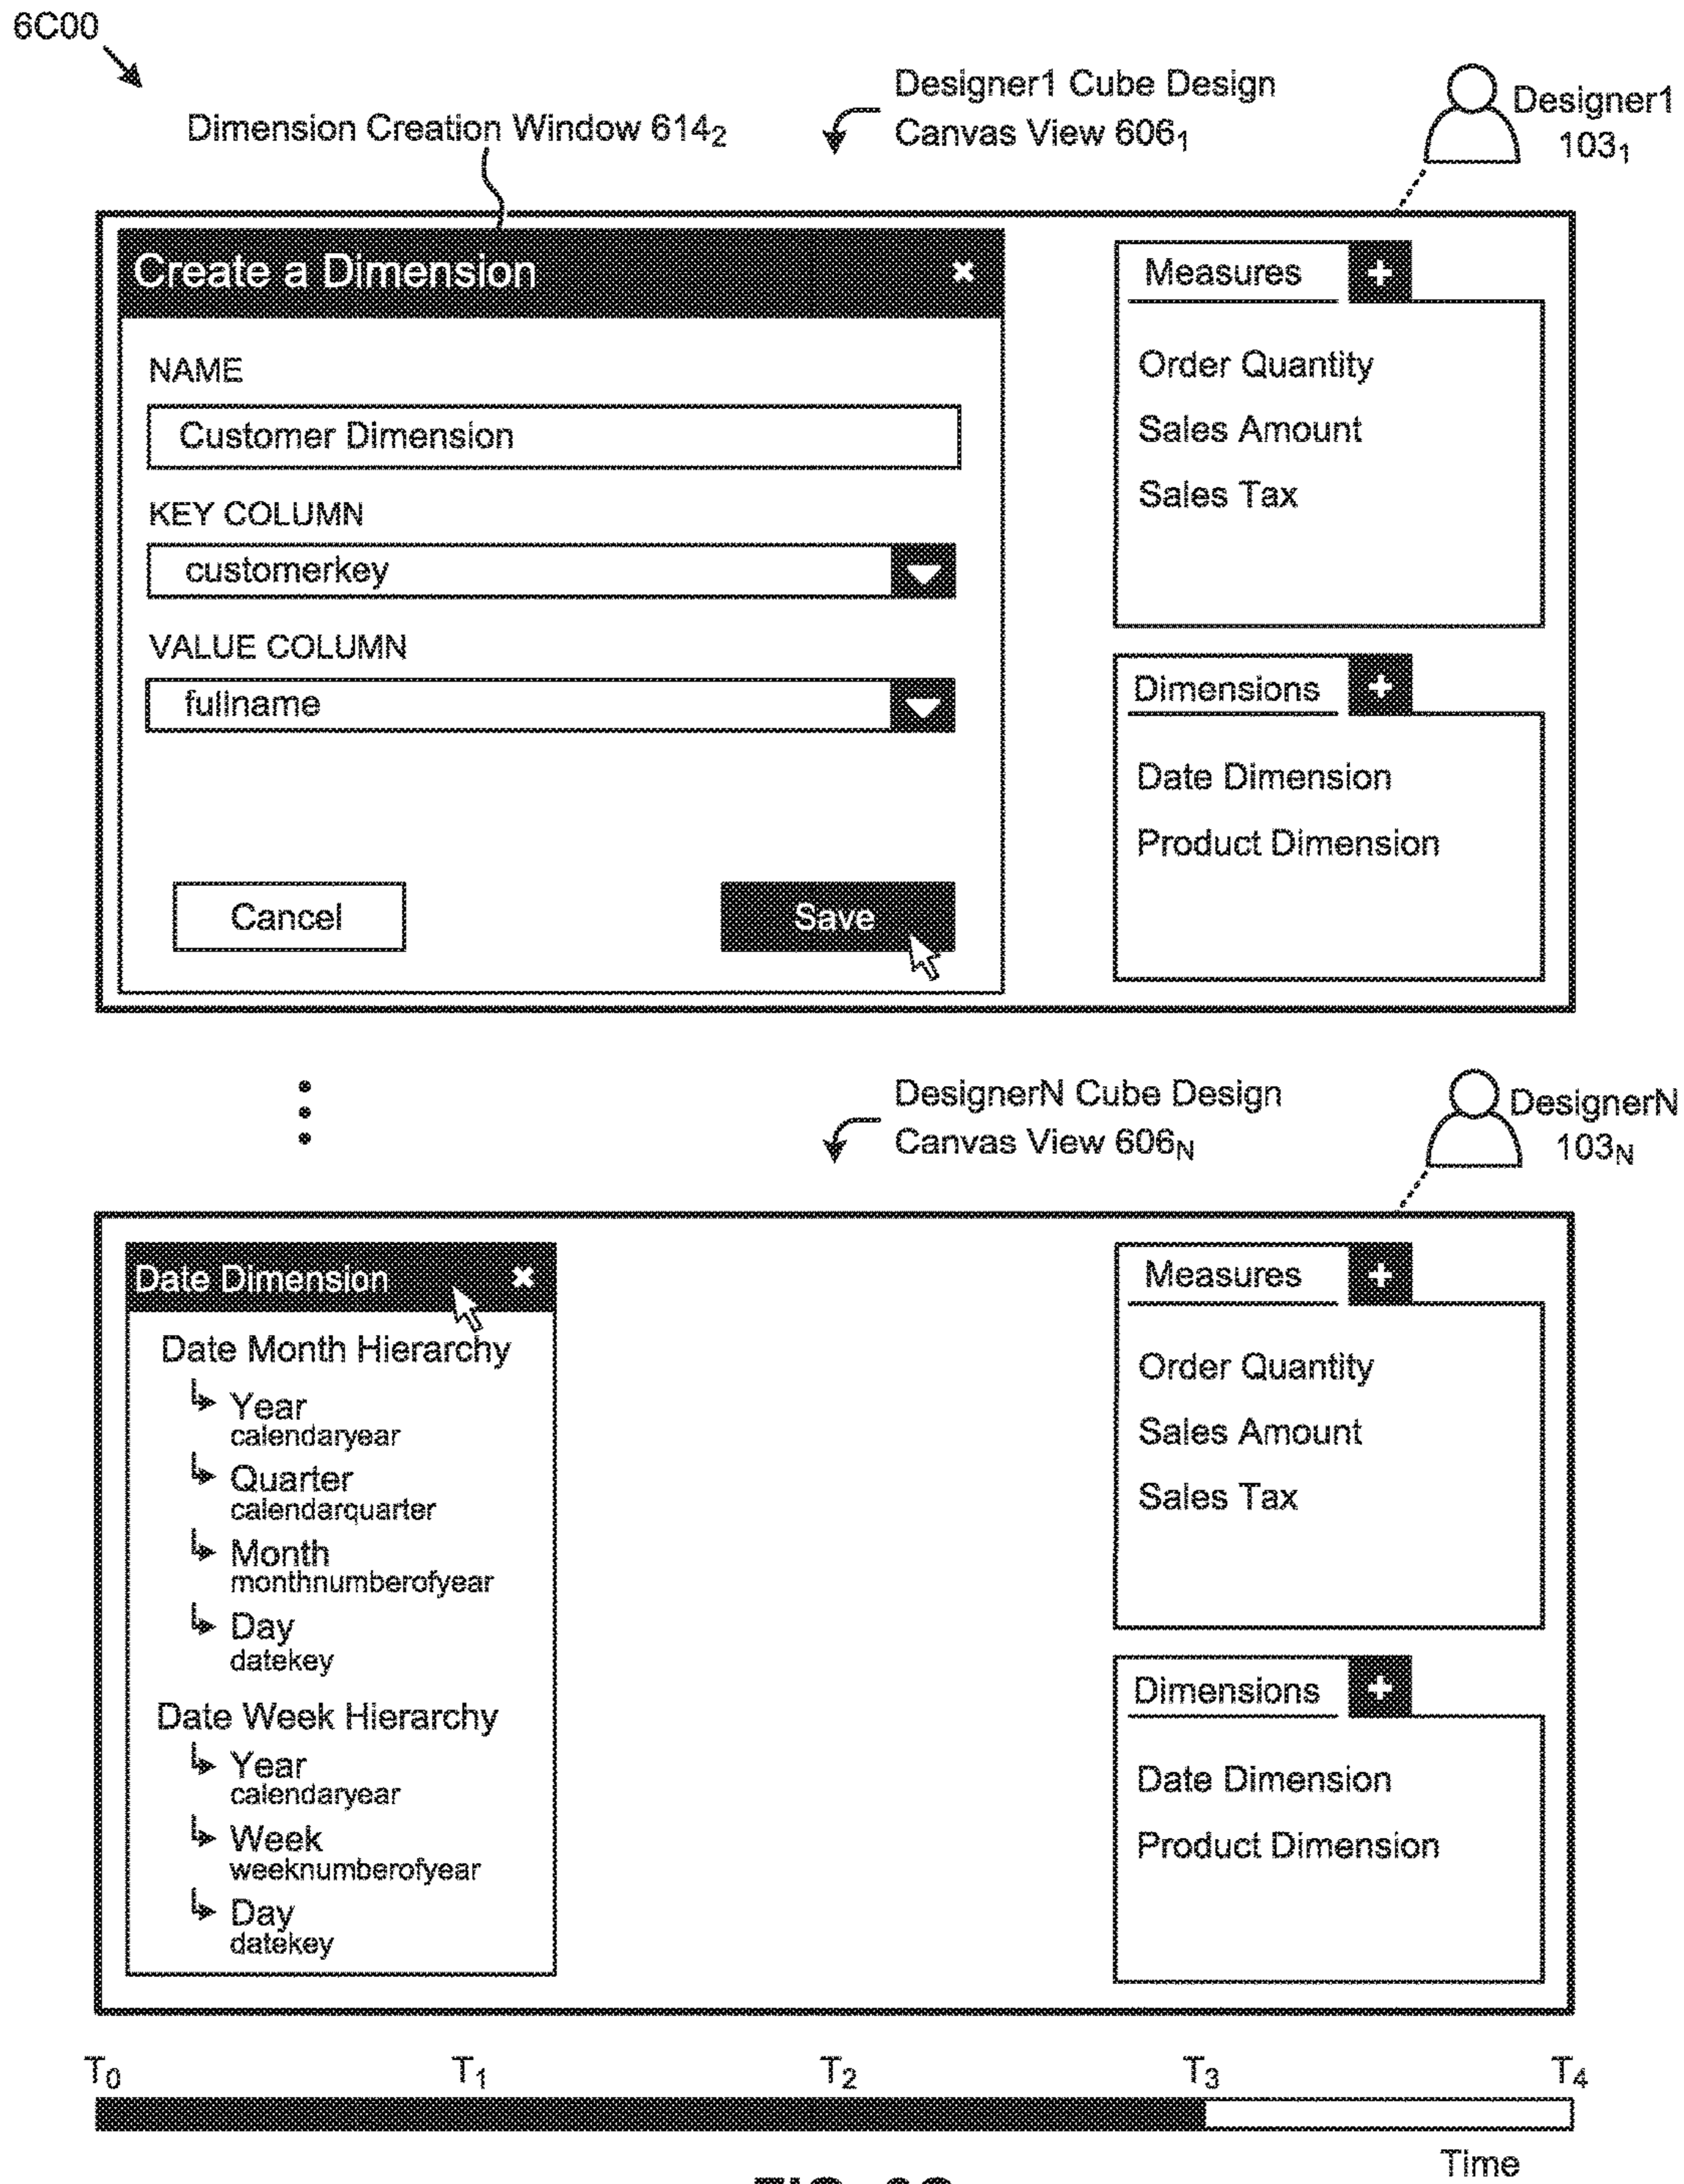 6C00
Dimension Creation Window 614₂
Designer1 Cube Design
Canvas View 606₁
Designer1
103₁
Create a Dimension
NAME
Customer Dimension
KEY COLUMN
customerkey
VALUE COLUMN
fullname
Cancel
Save
Measures +
Order Quantity
Sales Amount
Sales Tax
Dimensions +
Date Dimension
Product Dimension
DesignerN Cube Design
Canvas View 606N
DesignerN
103N
Date Dimension
Date Month Hierarchy
Year
calendaryear
Quarter
calendarquarter
Month
monthnumberofyear
Day
datekey
Date Week Hierarchy
Year
calendaryear
Week
weeknumberofyear
Day
datekey
Measures +
Order Quantity
Sales Amount
Sales Tax
Dimensions +
Date Dimension
Product Dimension
T₀ T₁ T₂ T₃ T₄
Time